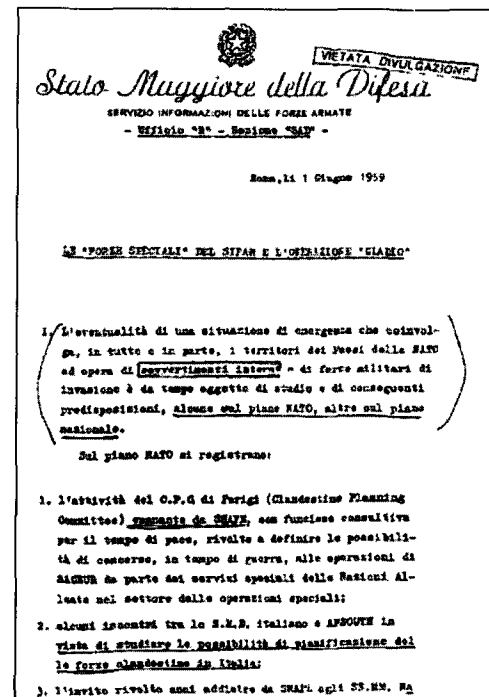 VIETATA DIVULGAZIONE
Stato Maggiore della Difesa
SERVIZIO INFORMAZIONI DELLE FORZE ARMATE
- Ufficio "R" - Sezione "SAD" -
Roma, li 1 Giugno 1959
LE "FORZE SPECIALI" DEL SIFAR E L'OPERAZIONE "GLADIO"
1. L'eventualità di una situazione di emergenza che coinvol-
ga, in tutto o in parte, i territori dei Paesi della NATO
ad opera di sovvertimenti interni o di forze militari di
invasione è da tempo oggetto di studio e di conseguenti
predisposizioni, alcune sul piano NATO, altre sul piano
nazionale.
Sul piano NATO si registrano:
1. l'attività del C.P.C di Parigi (Clandestine Planning
Committee) emanante da SHAPE, con funzione consultiva
per il tempo di pace, rivolta a definire le possibili-
tà di concorso, in tempo di guerra, alle operazioni di
SACEUR da parte dei servizi speciali delle Nazioni Al-
leate nel settore delle operazioni speciali;
2. alcuni incontri tra lo S.M.D. italiano e AFSOUTH in
vista di studiare le possibilità di pianificazione del
le forze clandestine in Italia;
3. l'invito rivolto anni addietro da SHAPE agli SS.MM.